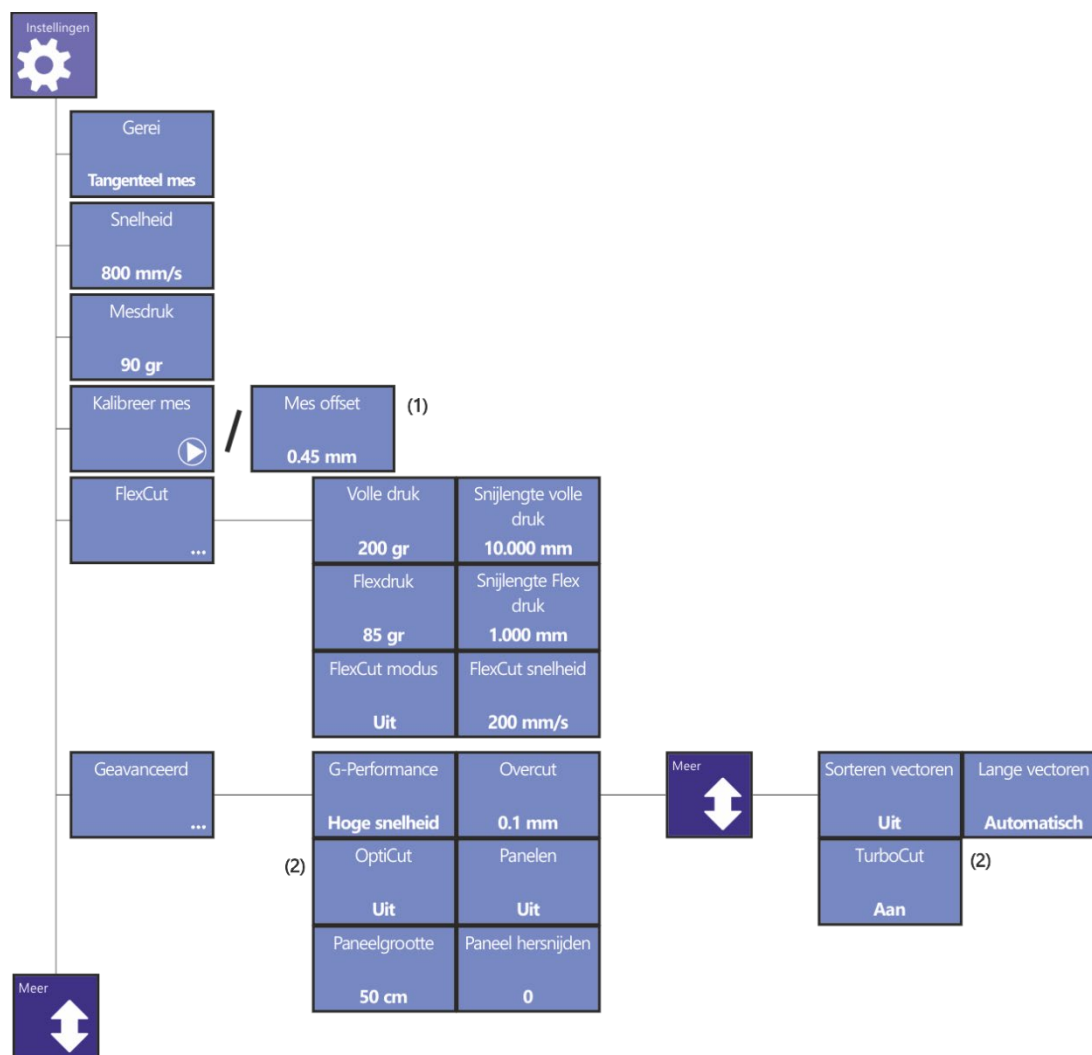 Instellingen
Gerei
Tangenteel mes
Snelheid
800 mm/s
Mesdruk
90 gr
Kalibreer mes
/
Mes offset
0.45 mm
(1)
FlexCut
...
Volle druk
200 gr
Snijlengte volle
druk
10.000 mm
Flexdruk
85 gr
Snijlengte Flex
druk
1.000 mm
FlexCut modus
Uit
FlexCut snelheid
200 mm/s
Geavanceerd
...
G-Performance
Hoge snelheid
Overcut
0.1 mm
(2)
OptiCut
Uit
Panelen
Uit
Paneelgrootte
50 cm
Paneel hersnijden
0
Meer
Sorteren vectoren
Uit
Lange vectoren
Automatisch
TurboCut
Aan
(2)
Meer